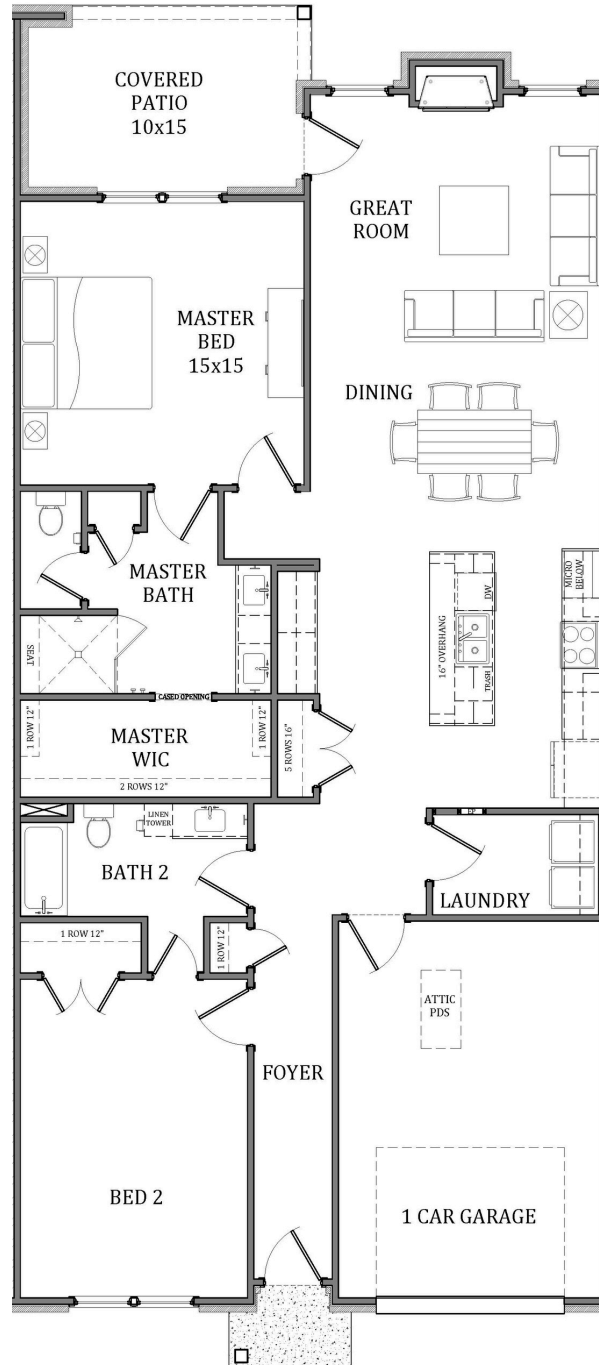 COVERED
PATIO
10x15
GREAT
ROOM
MASTER
BED
15x15
DINING
MASTER
BATH
16" OVERHANG
DW
TRASH
MICRO
BELOW
SEAT
CASED OPENING
1 ROW 12"
MASTER
WIC
1 ROW 12"
2 ROWS 12"
5 ROWS 16"
LINEN
TOWER
EP
BATH 2
LAUNDRY
1 ROW 12"
1 ROW 12"
ATTIC
PDS
FOYER
BED 2
1 CAR GARAGE